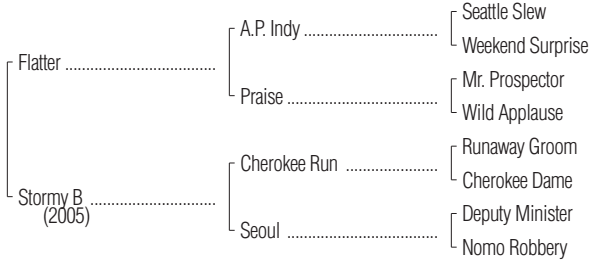 Flatter ....................................
A.P. Indy ................................
Seattle Slew
Weekend Surprise
Praise ....................................
Mr. Prospector
Wild Applause
Stormy B ..............................
(2005)
Cherokee Run ......................
Runaway Groom
Cherokee Dame
Seoul ....................................
Deputy Minister
Nomo Robbery